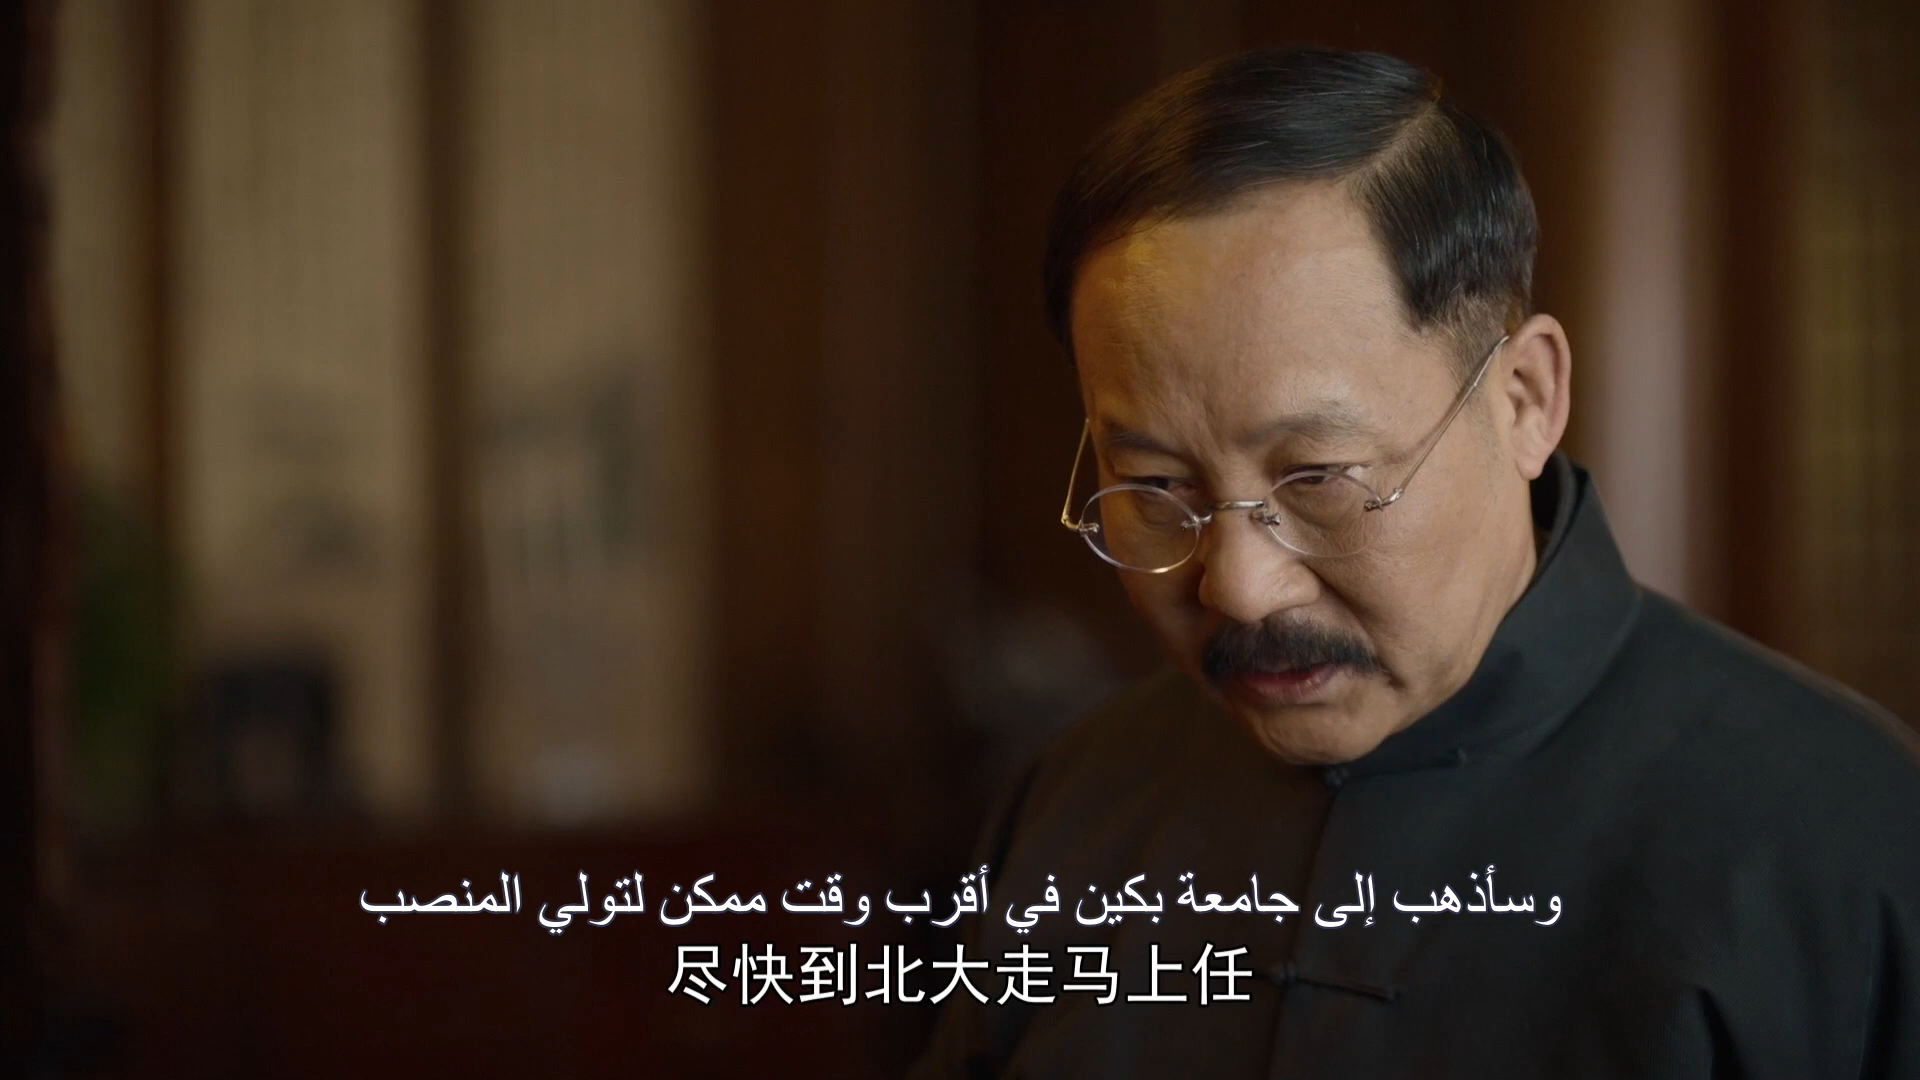 وسأذهب إلى جامعة بكين في أقرب وقت ممكن لتولي المنصب
尽快到北大走马上任